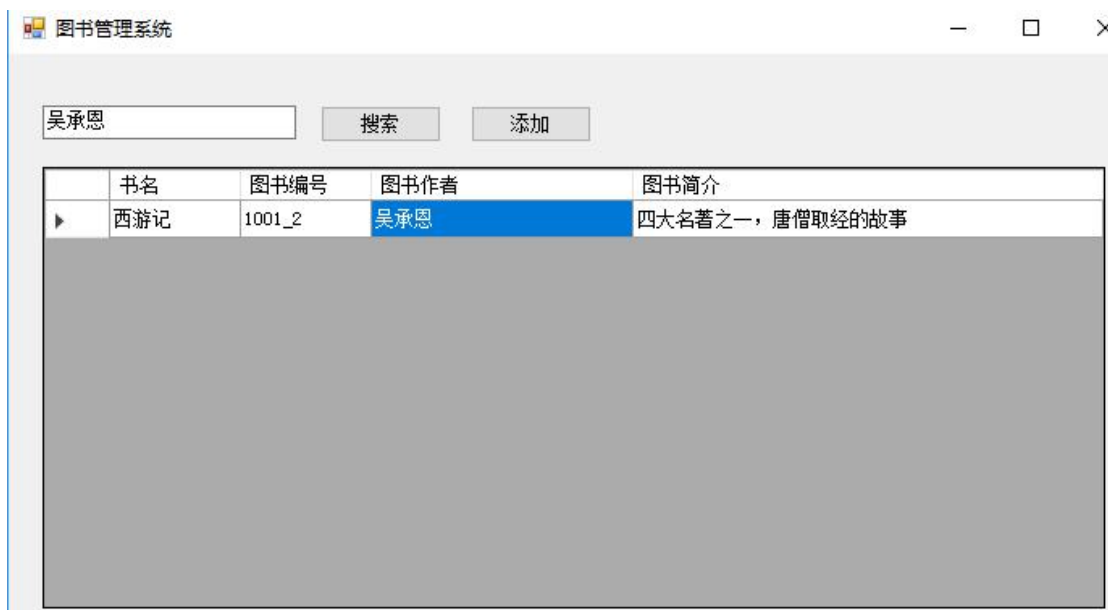 图书管理系统
吴承恩 搜索 添加
书名 图书编号 图书作者 图书简介
西游记 1001_2 吴承恩 四大名著之一，唐僧取经的故事